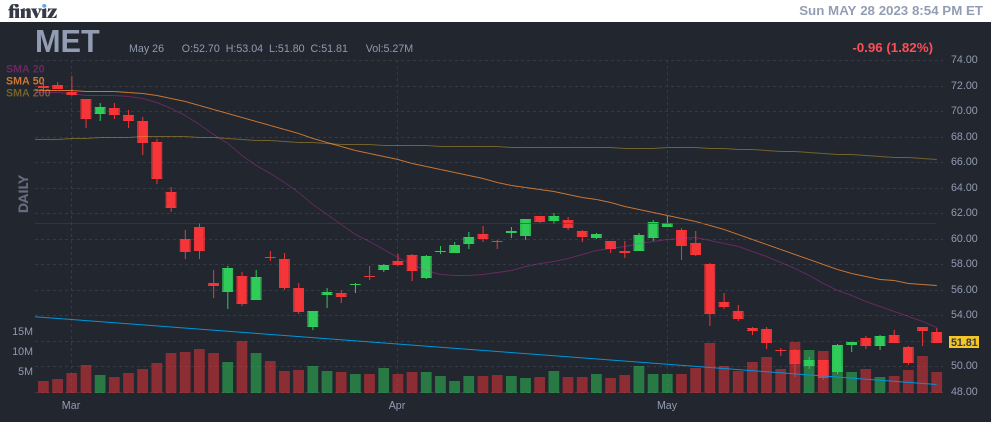 finviz
Sun MAY 28 2023 8:54 PM ET
MET
May 26 O:52.70 H:53.04 L:51.80 C:51.81 Vol:5.27M
-0.96 (1.82%)
SMA 20
SMA 50
SMA 200
DAILY
74.00
72.00
70.00
68.00
66.00
64.00
62.00
60.00
58.00
56.00
54.00
51.81
50.00
48.00
15M
10M
5M
Mar
Apr
May